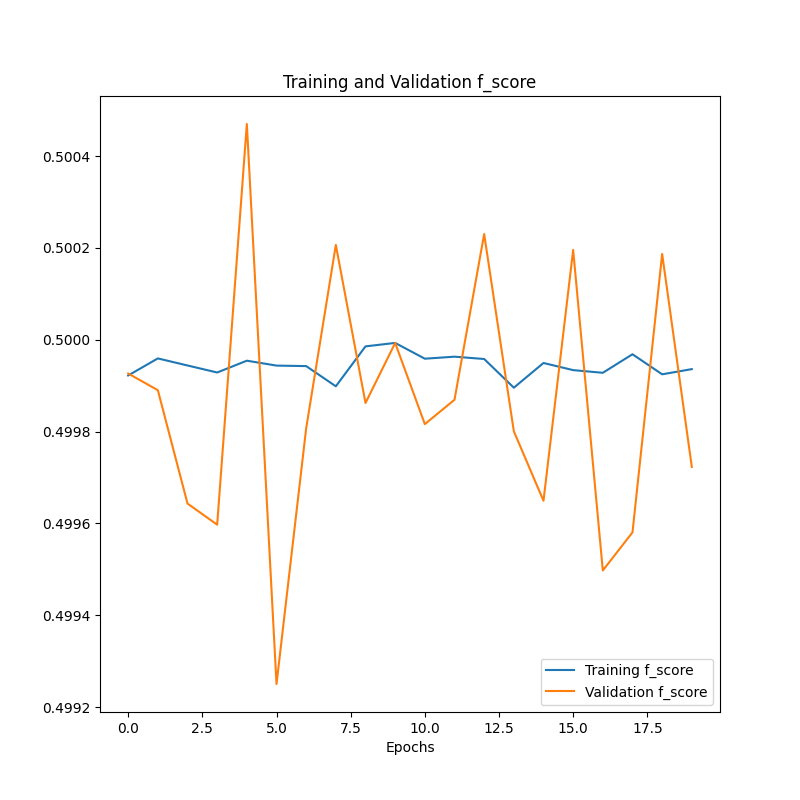 Training and Validation f_score
0.5004
0.5002
0.5000
0.4998
0.4996
0.4994
0.4992
Training f_score
Validation f_score
0.0 2.5 5.0 7.5 10.0 12.5 15.0 17.5
Epochs